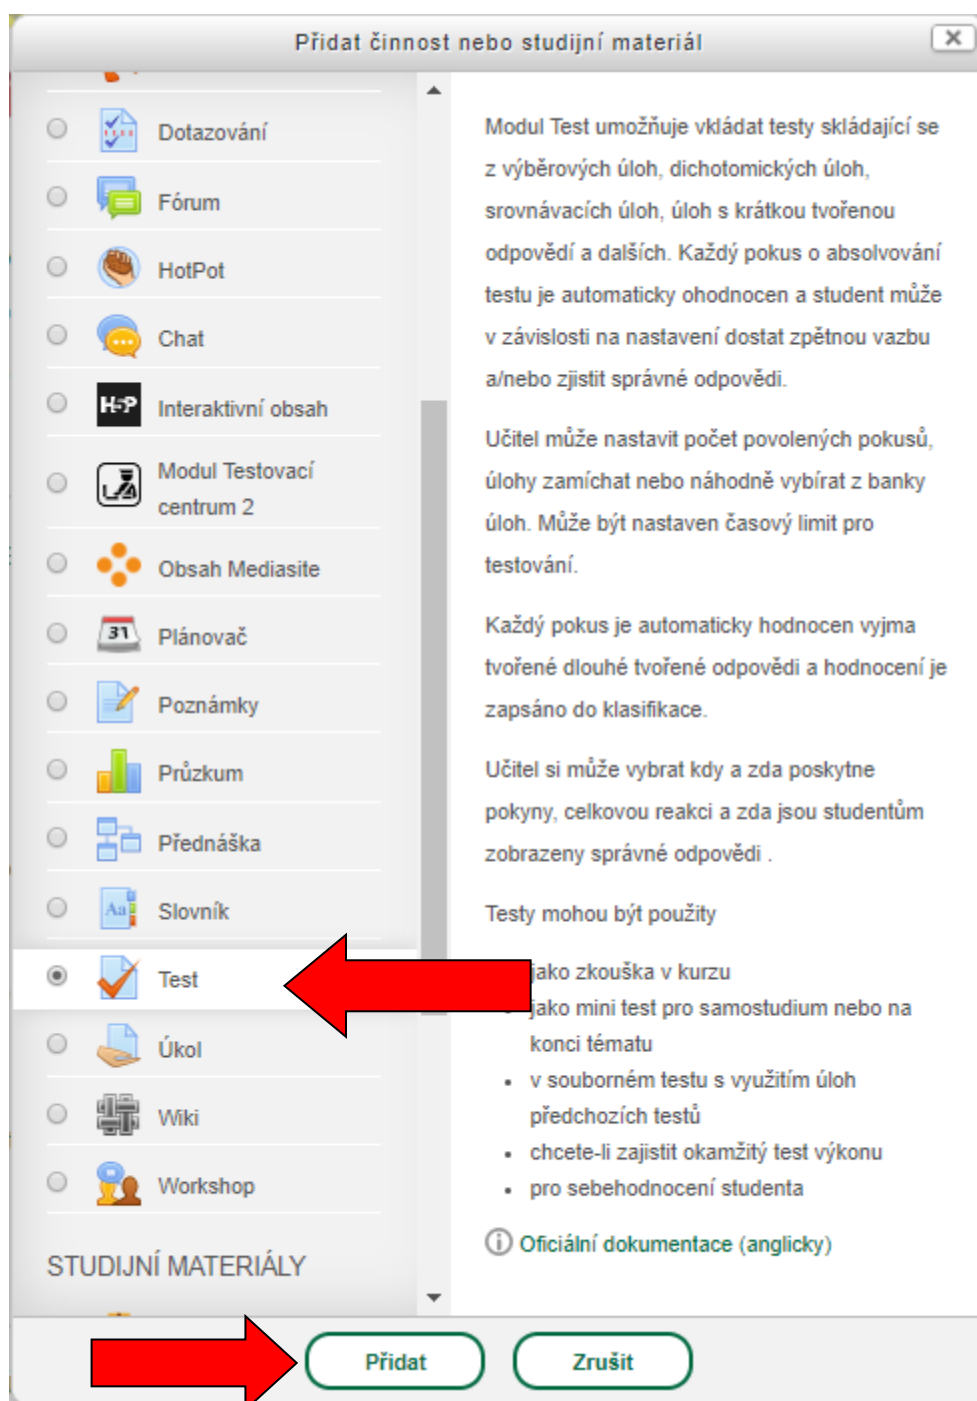 Přidat činnost nebo studijní materiál
Dotazování
Fórum
HotPot
Chat
H5P
Interaktivní obsah
Modul Testovací
centrum 2
Obsah Mediasite
31
Plánovač
Poznámky
Průzkum
Přednáška
Aa
Slovník
Test
Úkol
Wiki
Workshop
STUDIJNÍ MATERIÁLY
Modul Test umožňuje vkládat testy skládající se
z výběrových úloh, dichotomických úloh,
srovnávacích úloh, úloh s krátkou tvořenou
odpovědí a dalších. Každý pokus o absolvování
testu je automaticky ohodnocen a student může
v závislosti na nastavení dostat zpětnou vazbu
a/nebo zjistit správné odpovědi.
Učitel může nastavit počet povolených pokusů,
úlohy zamíchat nebo náhodně vybírat z banky
úloh. Může být nastaven časový limit pro
testování.
Každý pokus je automaticky hodnocen vyjma
tvořené dlouhé tvořené odpovědi a hodnocení je
zapsáno do klasifikace.
Učitel si může vybrat kdy a zda poskytne
pokyny, celkovou reakci a zda jsou studentům
zobrazeny správné odpovědi .
Testy mohou být použity
jako zkouška v kurzu
jako mini test pro samostudium nebo na
konci tématu
• v souborném testu s využitím úloh
předchozích testů
• chcete-li zajistit okamžitý test výkonu
• pro sebehodnocení studenta
Oficiální dokumentace (anglicky)
Přidat
Zrušit